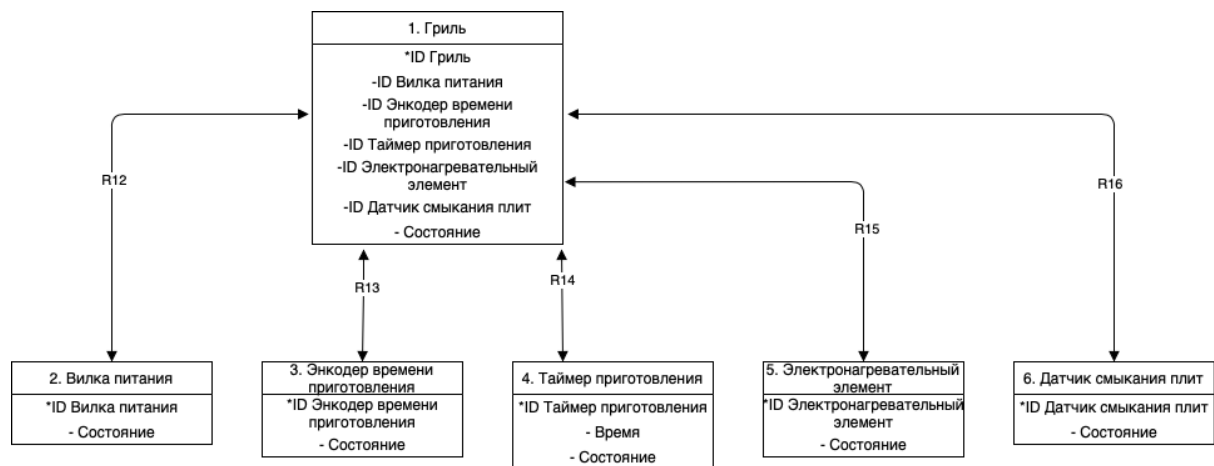 1. Гриль
*ID Гриль
-ID Вилка питания
-ID Энкодер времени
приготовления
-ID Таймер приготовления
-ID Электронагревательный
элемент
-ID Датчик смыкания плит
- Состояние
R12
R13
R14
R15
R16
2. Вилка питания
*ID Вилка питания
- Состояние
3. Энкодер времени
приготовления
*ID Энкодер времени
приготовления
- Состояние
4. Таймер приготовления
*ID Таймер приготовления
- Время
- Состояние
5. Электронагревательный
элемент
*ID Электронагревательный
элемент
- Состояние
6. Датчик смыкания плит
*ID Датчик смыкания плит
- Состояние